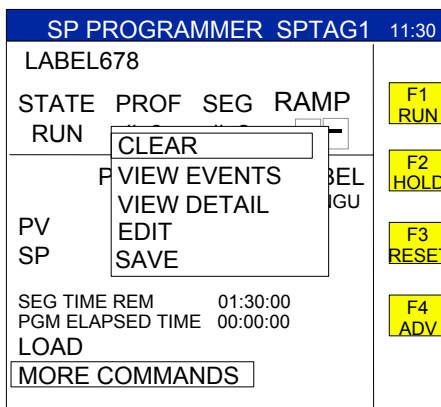 SP PROGRAMMER SPTAG1 11:30
LABEL678
STATE PROF SEG RAMP
RUN
CLEAR
VIEW EVENTS
VIEW DETAIL
EDIT
SAVE
PV
SP
SEG TIME REM 01:30:00
PGM ELAPSED TIME 00:00:00
LOAD
MORE COMMANDS
F1
RUN
F2
HOLD
F3
RESET
F4
ADV